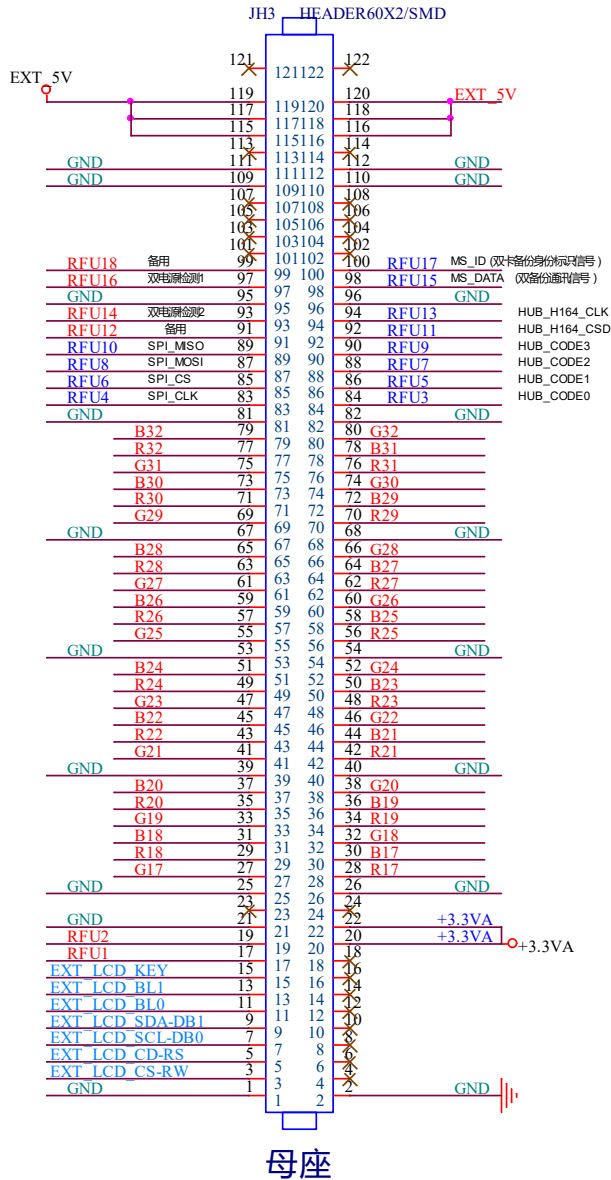 JH3 HEADER60X2/SMD
121 121122 122
EXT_5V
119 119120 120 EXT_5V
117 117118 118
115 115116 116
113 113114 114
GND 111 111112 112 GND
GND 109 109110 110 GND
107 107108 108
105 105106 106
103 103104 104
101 101102 102
RFU18 备用 99 99 100 100 RFU17 MS_ID (双卡备份身份标识信号)
RFU16 双电源检测1 97 97 98 98 RFU15 MS_DATA (双备份通讯信号)
GND 95 95 96 96 GND
RFU14 双电源检测2 93 93 94 94 RFU13 HUB_H164_CLK
RFU12 备用 91 91 92 92 RFU11 HUB_H164_CSD
RFU10 SPI_MISO 89 89 90 90 RFU9 HUB_CODE3
RFU8 SPI_MOSI 87 87 88 88 RFU7 HUB_CODE2
RFU6 SPI_CS 85 85 86 86 RFU5 HUB_CODE1
RFU4 SPI_CLK 83 83 84 84 RFU3 HUB_CODE0
GND 81 81 82 82 GND
B32 79 79 80 80 G32
R32 77 77 78 78 B31
G31 75 75 76 76 R31
B30 73 73 74 74 G30
R30 71 71 72 72 B29
G29 69 69 70 70 R29
GND 67 67 68 68 GND
B28 65 65 66 66 G28
R28 63 63 64 64 B27
G27 61 61 62 62 R27
B26 59 59 60 60 G26
R26 57 57 58 58 B25
G25 55 55 56 56 R25
GND 53 53 54 54 GND
B24 51 51 52 52 G24
R24 49 49 50 50 B23
G23 47 47 48 48 R23
B22 45 45 46 46 G22
R22 43 43 44 44 B21
G21 41 41 42 42 R21
GND 39 39 40 40 GND
B20 37 37 38 38 G20
R20 35 35 36 36 B19
G19 33 33 34 34 R19
B18 31 31 32 32 G18
R18 29 29 30 30 B17
G17 27 27 28 28 R17
GND 25 25 26 26 GND
23 23 24 24
GND 21 21 22 22 +3.3VA
RFU2 19 19 20 20 +3.3VA +3.3VA
RFU1 17 17 18 18
EXT_LCD_KEY 15 15 16 16
EXT_LCD_BL1 13 13 14 14
EXT_LCD_BL0 11 11 12 12
EXT_LCD_SDA-DB1 9 9 10 10
EXT_LCD_SCL-DB0 7 7 8 8
EXT_LCD_CD-RS 5 5 6 6
EXT_LCD_CS-RW 3 3 4 4
GND 1 1 2 2 GND
母座